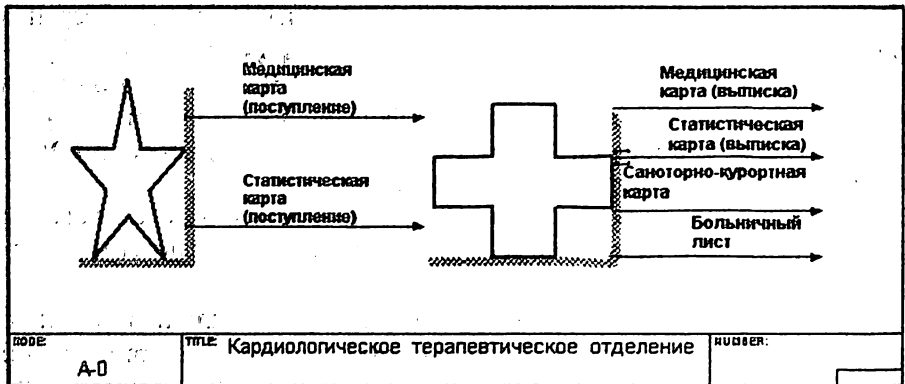 Медицинская
карта
(поступление)
Статистическая
карта
(поступление)
Медицинская
карта (выписка)
Статистическая
карта (выписка)
Саноторно-курортная
карта
Больничный
лист
NODE:
A-0
TITLE: Кардиологическое терапевтическое отделение
NUMBER: